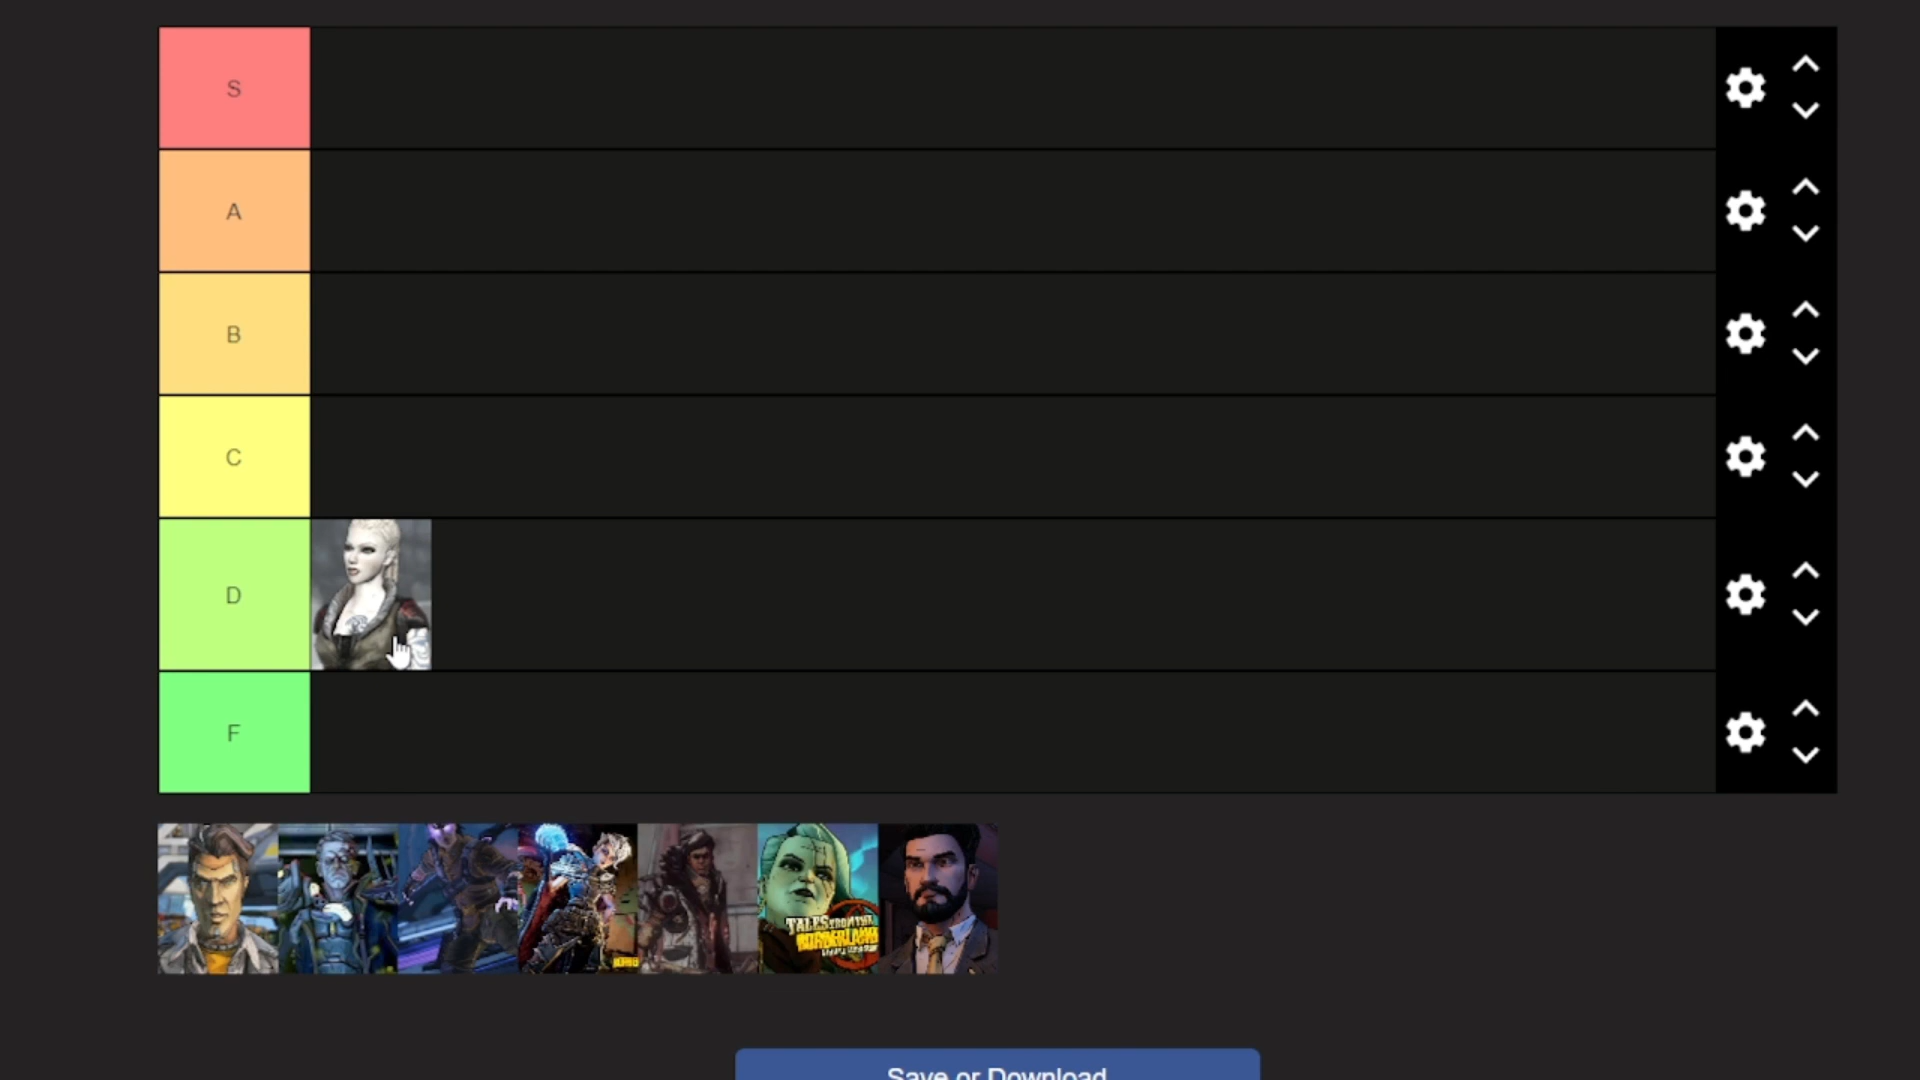 S
A
B
C
D
F
TALES FROM THE
BORDERLANDS
Save or Download